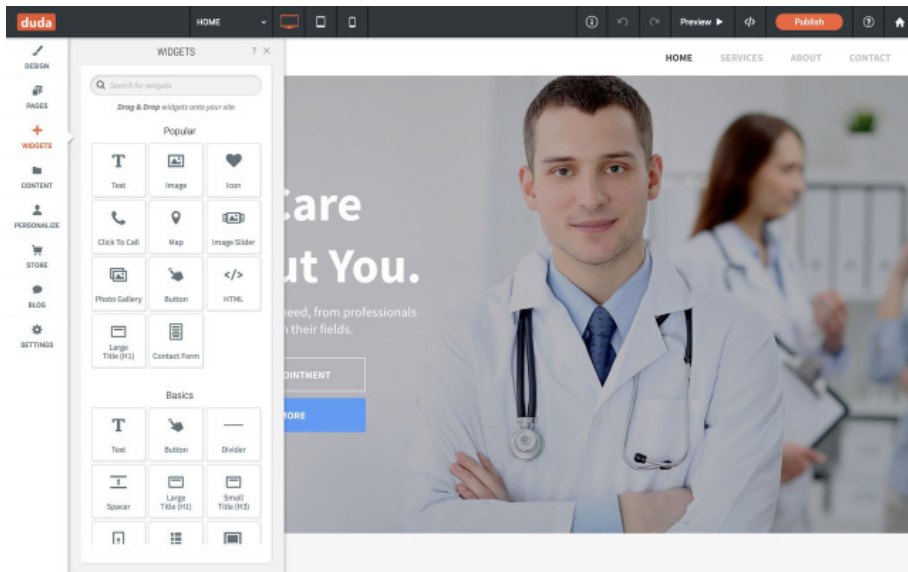 duda
HOME
Preview
</>
Publish
?
DESIGN
PAGES
WIDGETS
CONTENT
PERSONALIZE
STORE
BLOG
SETTINGS
WIDGETS
? ×
Search for widgets
Drag & Drop widgets onto your site
Popular
Text
Image
Icon
Click To Call
Map
Image Slider
Photo Gallery
Button
HTML
Large
Title (H1)
Contact Form
Basics
Text
Button
Divider
Spacer
Large
Title (H1)
Small
Title (H3)
HOME SERVICES ABOUT CONTACT
Care
ut You.
need, from professionals
n their fields.
OINTMENT
MORE